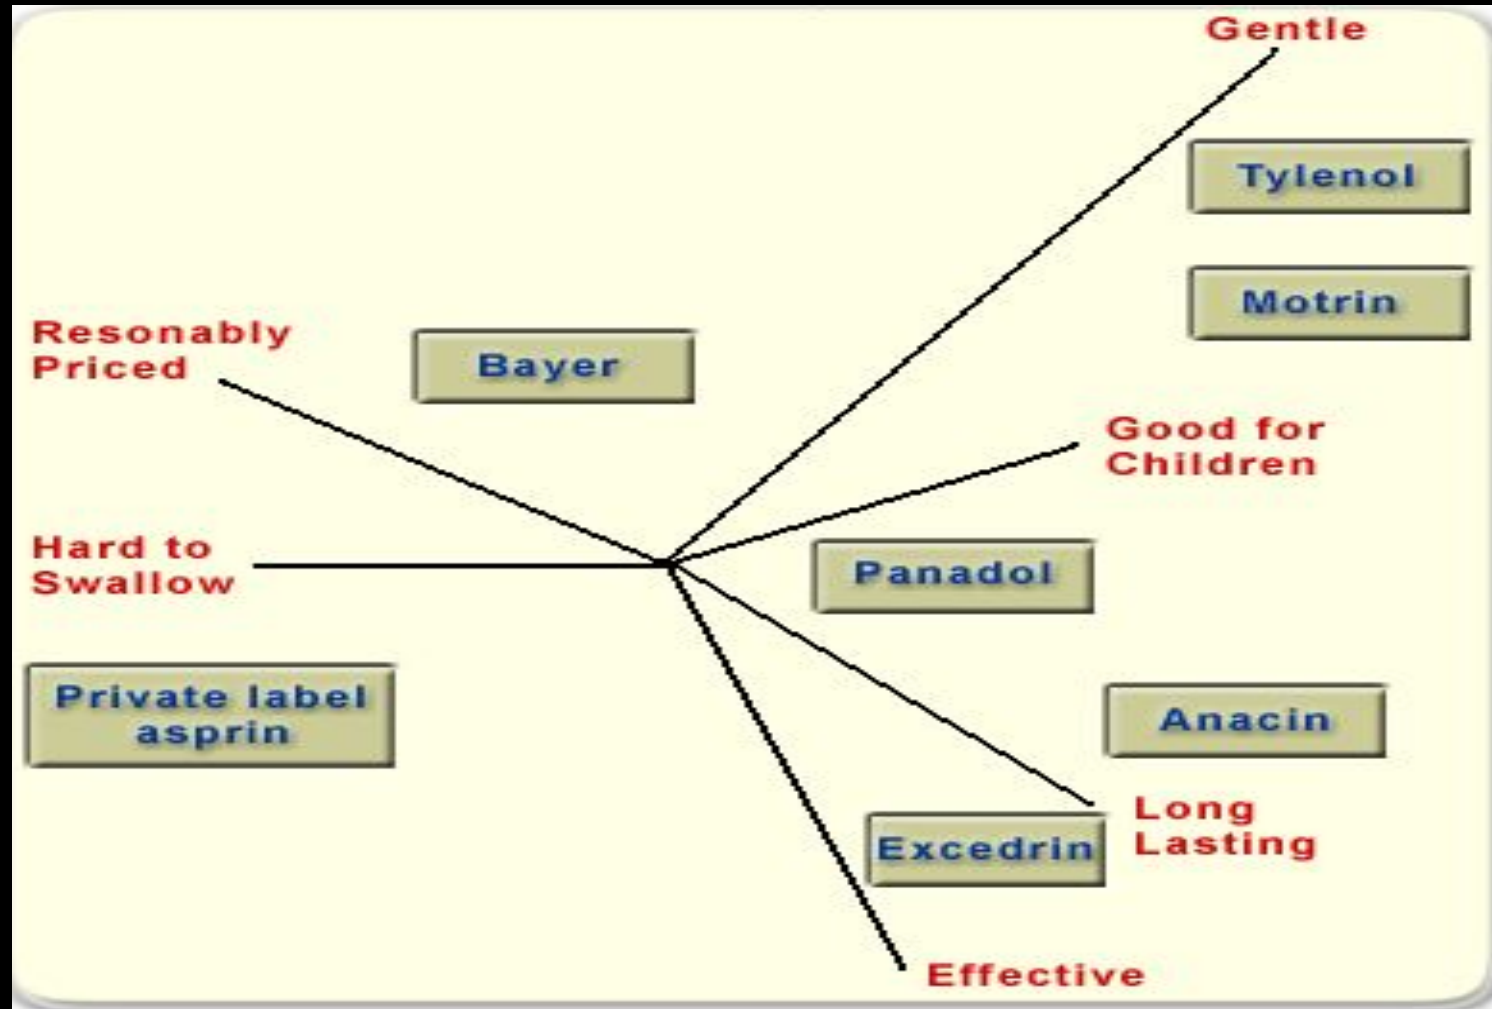 Gentle
Tylenol
Motrin
Resonably
Priced
Bayer
Good for
Children
Hard to
Swallow
Panadol
Private label
asprin
Anacin
Long
Lasting
Excedrin
Effective